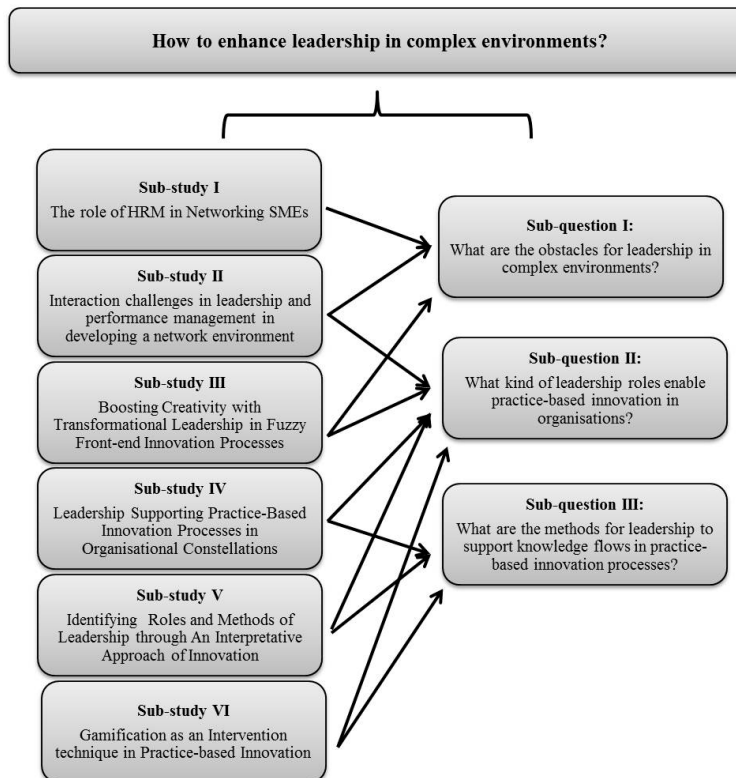 How to enhance leadership in complex environments?
Sub-study I
The role of HRM in Networking SMEs
Sub-study II
Interaction challenges in leadership and
performance management in
developing a network environment
Sub-study III
Boosting Creativity with
Transformational Leadership in Fuzzy
Front-end Innovation Processes
Sub-study IV
Leadership Supporting Practice-Based
Innovation Processes in
Organisational Constellations
Sub-study V
Identifying Roles and Methods of
Leadership through An Interpretative
Approach of Innovation
Sub-study VI
Gamification as an Intervention
technique in Practice-based Innovation
Sub-question I:
What are the obstacles for leadership in
complex environments?
Sub-question II:
What kind of leadership roles enable
practice-based innovation in
organisations?
Sub-question III:
What are the methods for leadership to
support knowledge flows in practice-
based innovation processes?